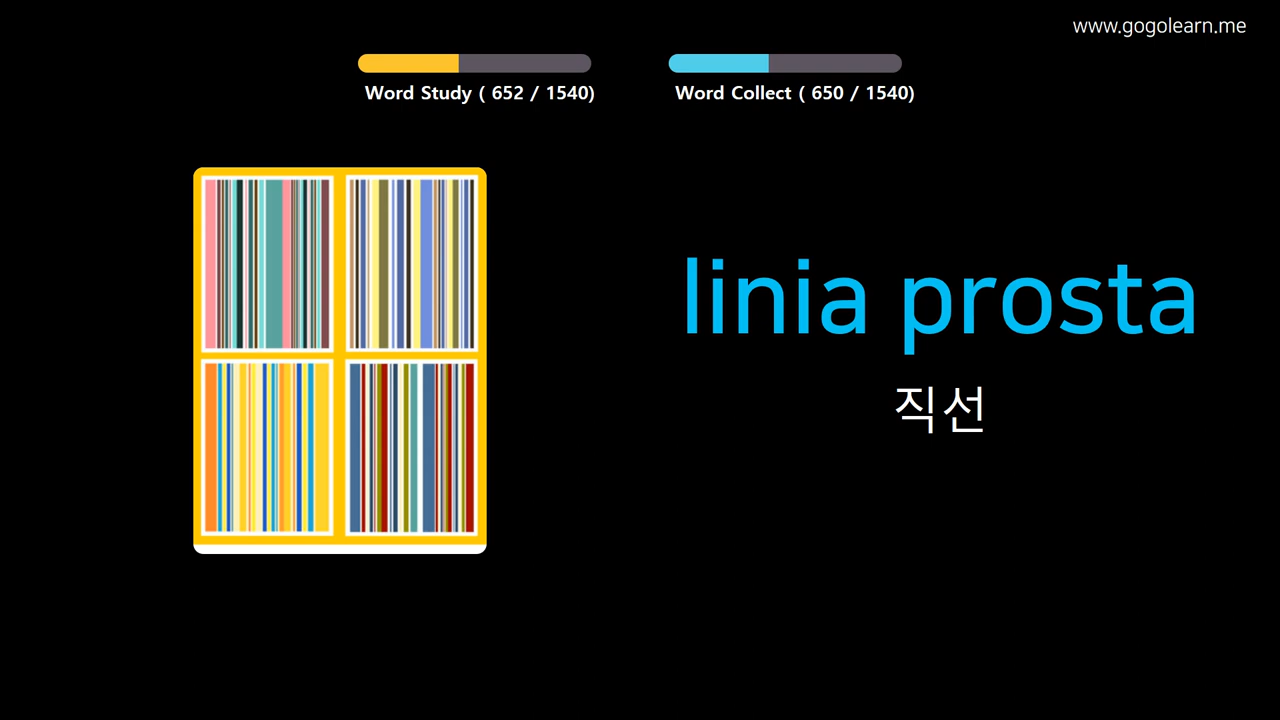 www.gogolearn.me
Word Study ( 652 / 1540)
Word Collect ( 650 / 1540)
linia prosta
직선